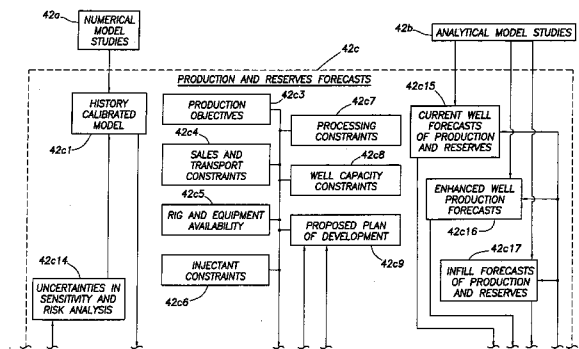 42a
NUMERICAL
MODEL
STUDIES
42b
ANALYTICAL MODEL STUDIES
42c
PRODUCTION AND RESERVES FORECASTS
HISTORY
CALIBRATED
MODEL
42c1
PRODUCTION
OBJECTIVES
42c3
42c4
SALES AND
TRANSPORT
CONSTRAINTS
42c5
RIG AND EQUIPMENT
AVAILABILITY
INJECTANT
CONSTRAINTS
42c6
42c7
PROCESSING
CONSTRAINTS
42c8
WELL CAPACITY
CONSTRAINTS
PROPOSED PLAN
OF DEVELOPMENT
42c9
42c15
CURRENT WELL
FORECASTS
OF PRODUCTION
AND RESERVES
ENHANCED WELL
PRODUCTION
FORECASTS
42c16
42c17
INFILL FORECASTS
OF PRODUCTION
AND RESERVES
42c14
UNCERTAINTIES IN
SENSITIVITY AND
RISK ANALYSIS